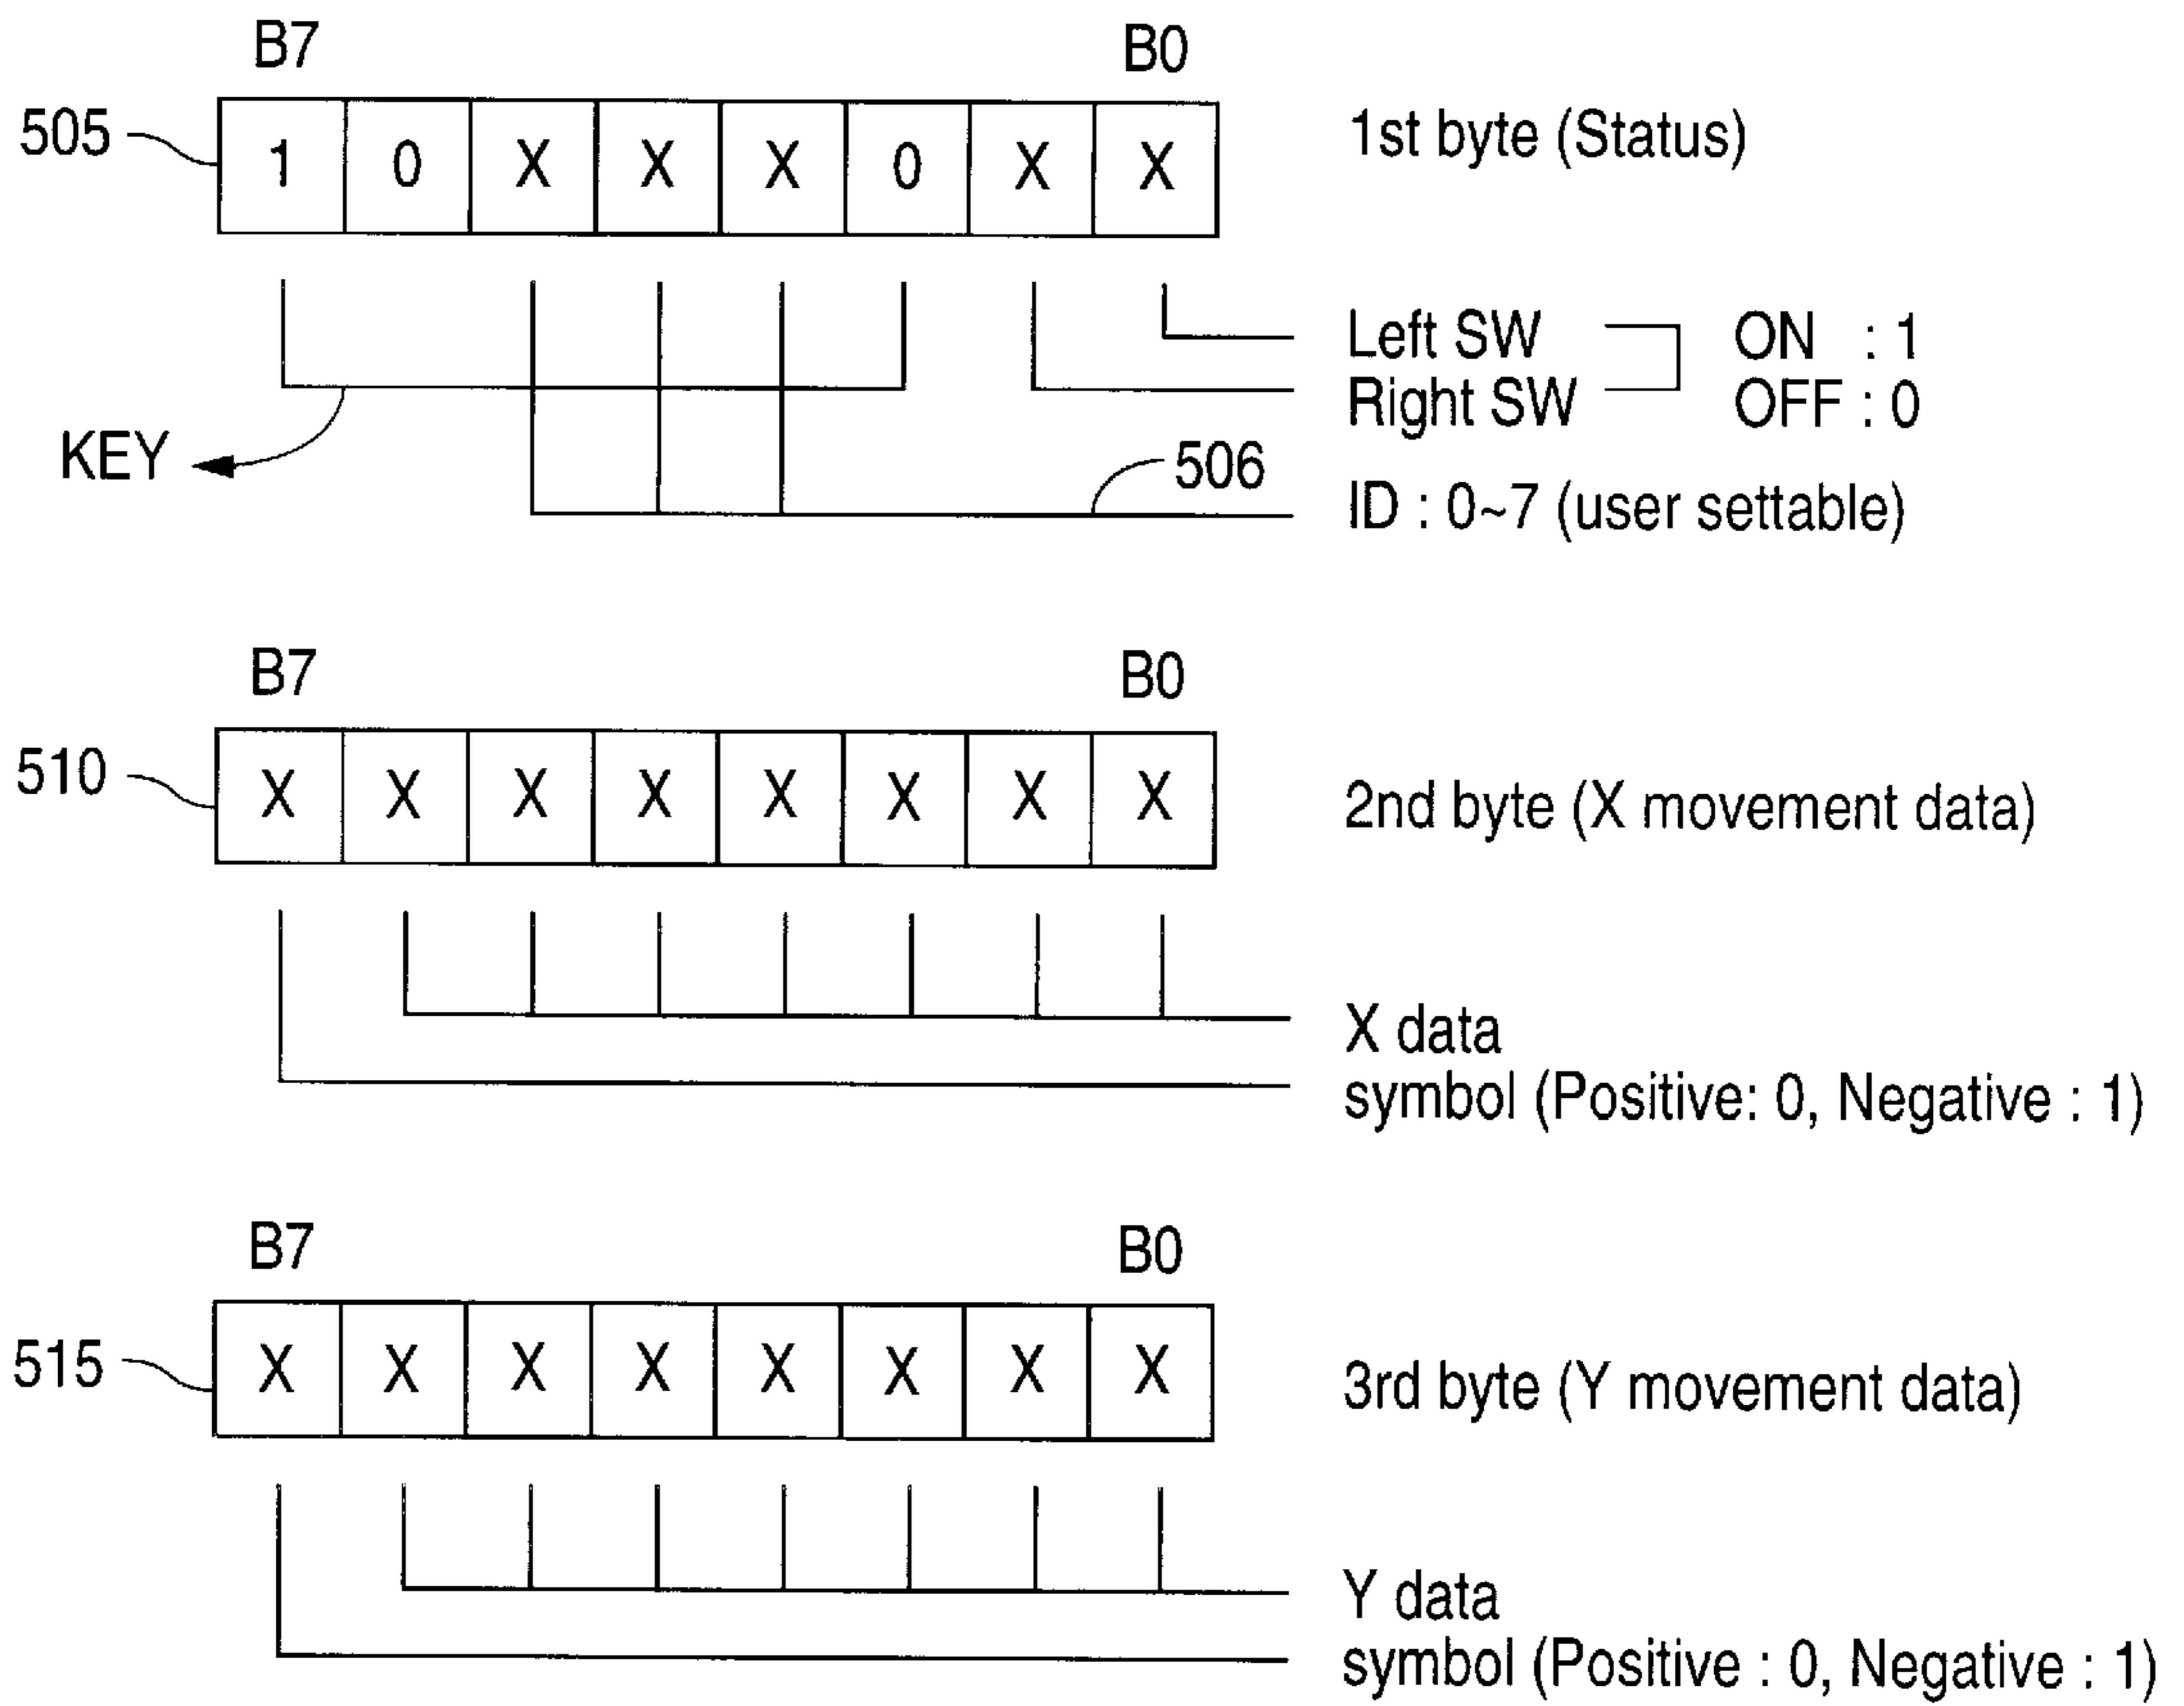 B7 B0
505 1 0 X X X 0 X X 1st byte (Status)
Left SW ON : 1
Right SW OFF : 0
KEY
506
ID : 0~7 (user settable)
B7 B0
510 X X X X X X X X 2nd byte (X movement data)
X data
symbol (Positive: 0, Negative : 1)
B7 B0
515 X X X X X X X X 3rd byte (Y movement data)
Y data
symbol (Positive : 0, Negative : 1)